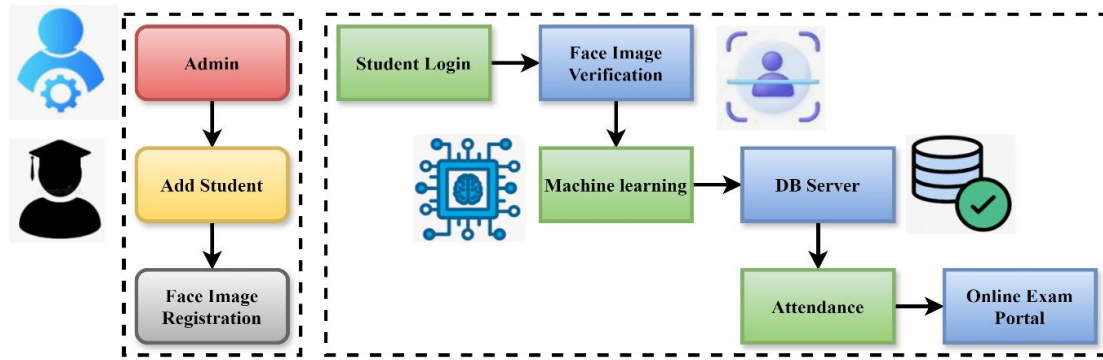 Admin
Add Student
Face Image
Registration
Student Login
Face Image
Verification
Machine learning
DB Server
Attendance
Online Exam
Portal